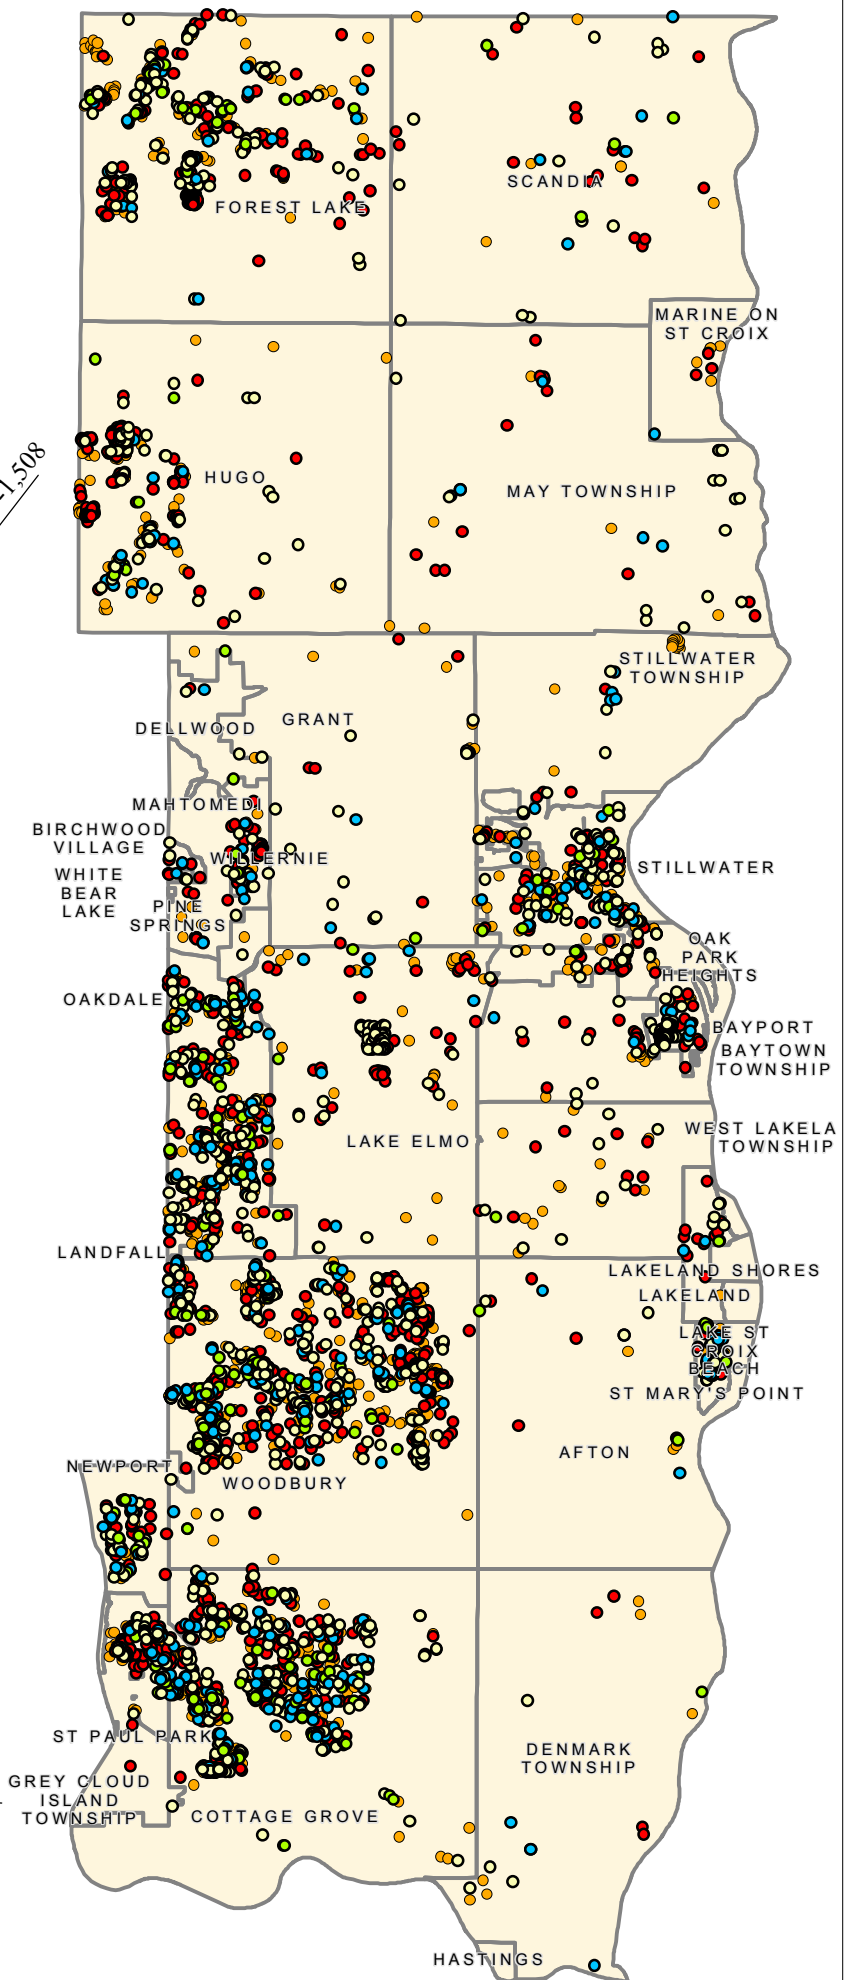 SCANDIA
FOREST LAKE
MARINE ON
ST CROIX
-1,508
HUGO
MAY TOWNSHIP
STILLWATER
TOWNSHIP
GRANT
DELLWOOD
MAHTOMEDI
BIRCHWOOD
VILLAGE
WILLERNIE
STILLWATER
WHITE
BEAR
LAKE
PINE
SPRINGS
OAK
PARK
HEIGHTS
OAKDALE
BAYPORT
BAYTOWN
TOWNSHIP
LAKE ELMO
WEST LAKELA
TOWNSHIP
LANDFALL
LAKELAND SHORES
LAKELAND
LAKE ST
CROIX
BEACH
ST MARY'S POINT
AFTON
NEWPORT
WOODBURY
ST PAUL PARK
DENMARK
TOWNSHIP
GREY CLOUD
ISLAND
TOWNSHIP
COTTAGE GROVE
HASTINGS